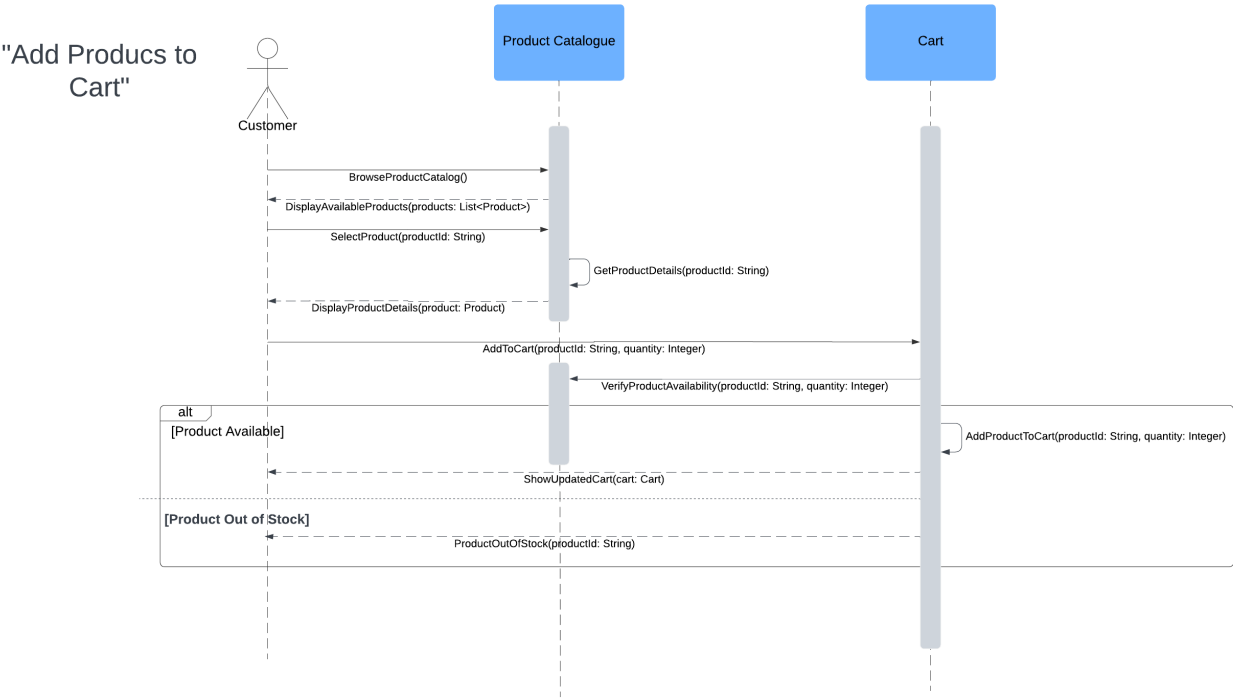 "Add Producs to
Cart"
Product Catalogue
Cart
Customer
BrowseProductCatalog()
DisplayAvailableProducts(products: List<Product>)
SelectProduct(productId: String)
GetProductDetails(productId: String)
DisplayProductDetails(product: Product)
AddToCart(productId: String, quantity: Integer)
VerifyProductAvailability(productId: String, quantity: Integer)
alt
[Product Available]
AddProductToCart(productId: String, quantity: Integer)
ShowUpdatedCart(cart: Cart)
[Product Out of Stock]
ProductOutOfStock(productId: String)